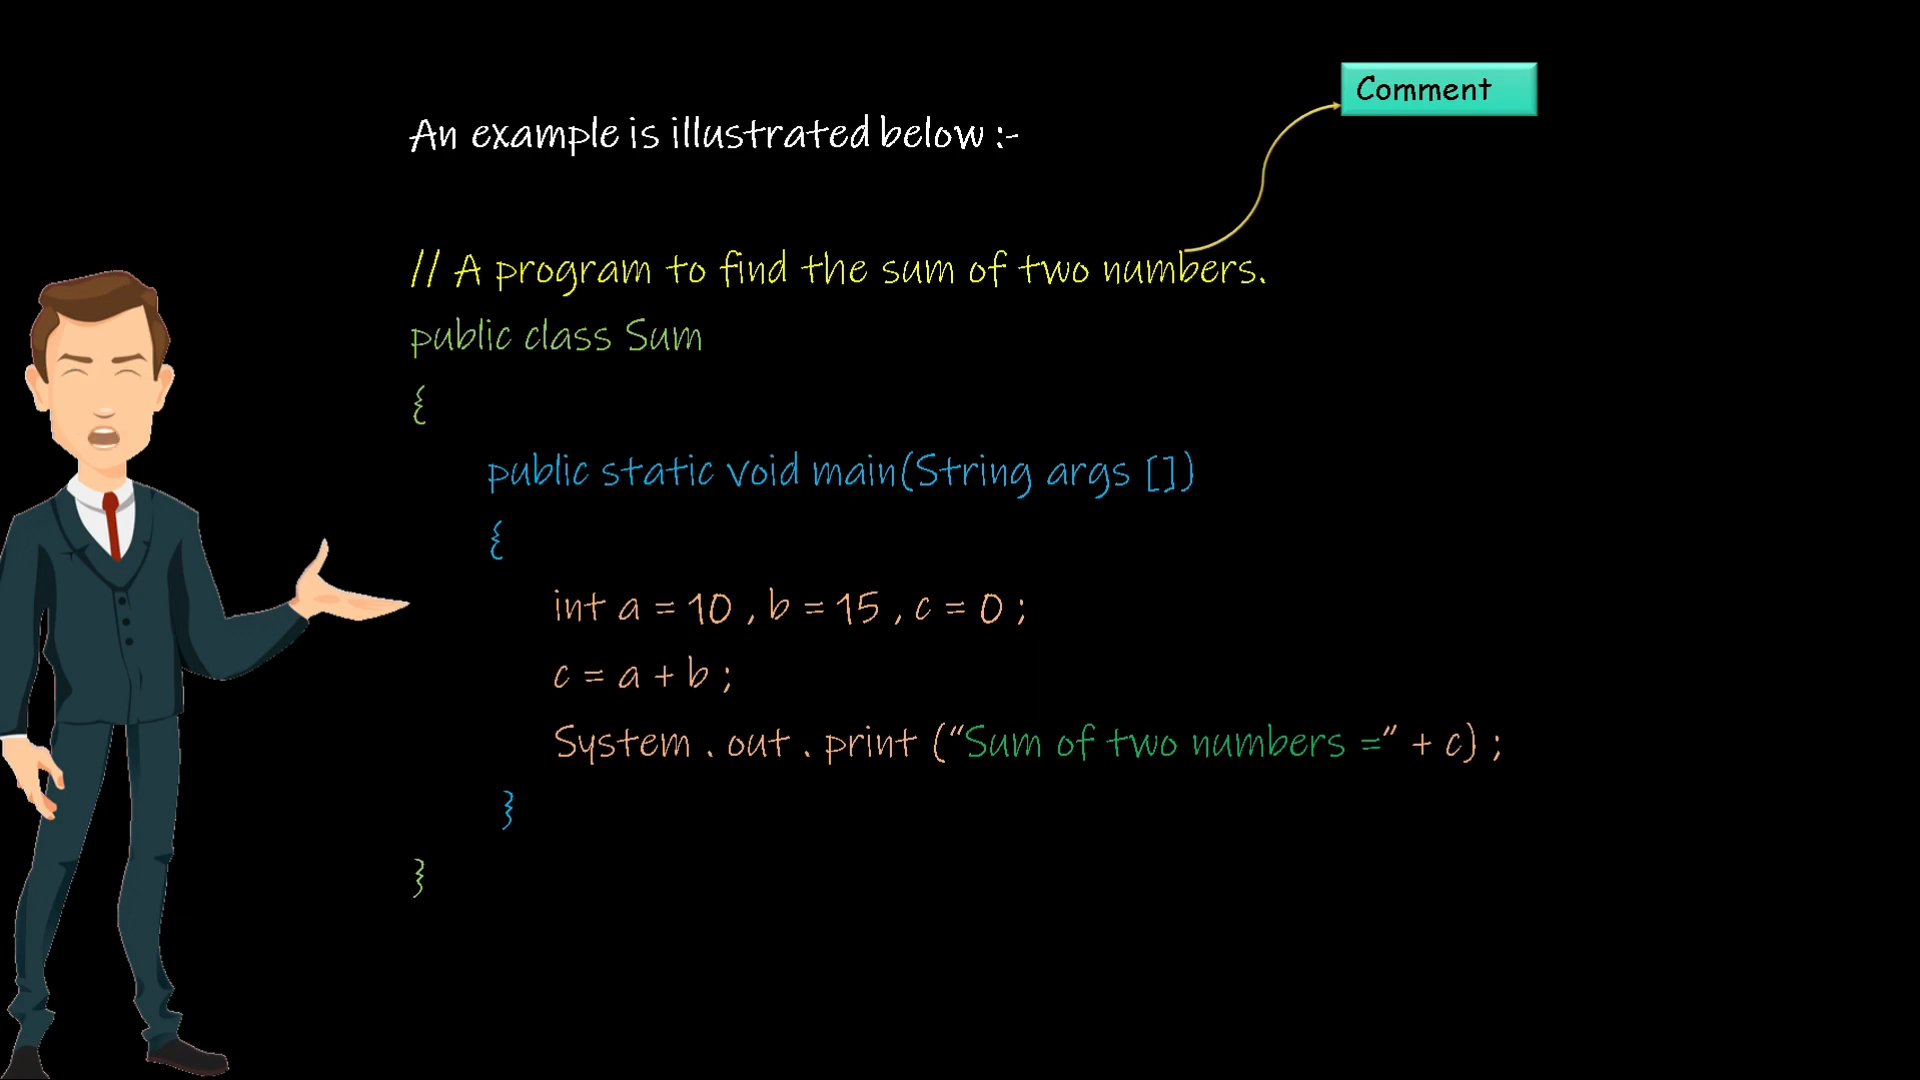 Comment
An example is illustrated below :-
// A program to find the sum of two numbers.
public class Sum
{
public static void main(String args [])
{
int a = 10 , b = 15 , c = 0 ;
c = a + b ;
System . out . print (“Sum of two numbers =” + c) ;
}
}